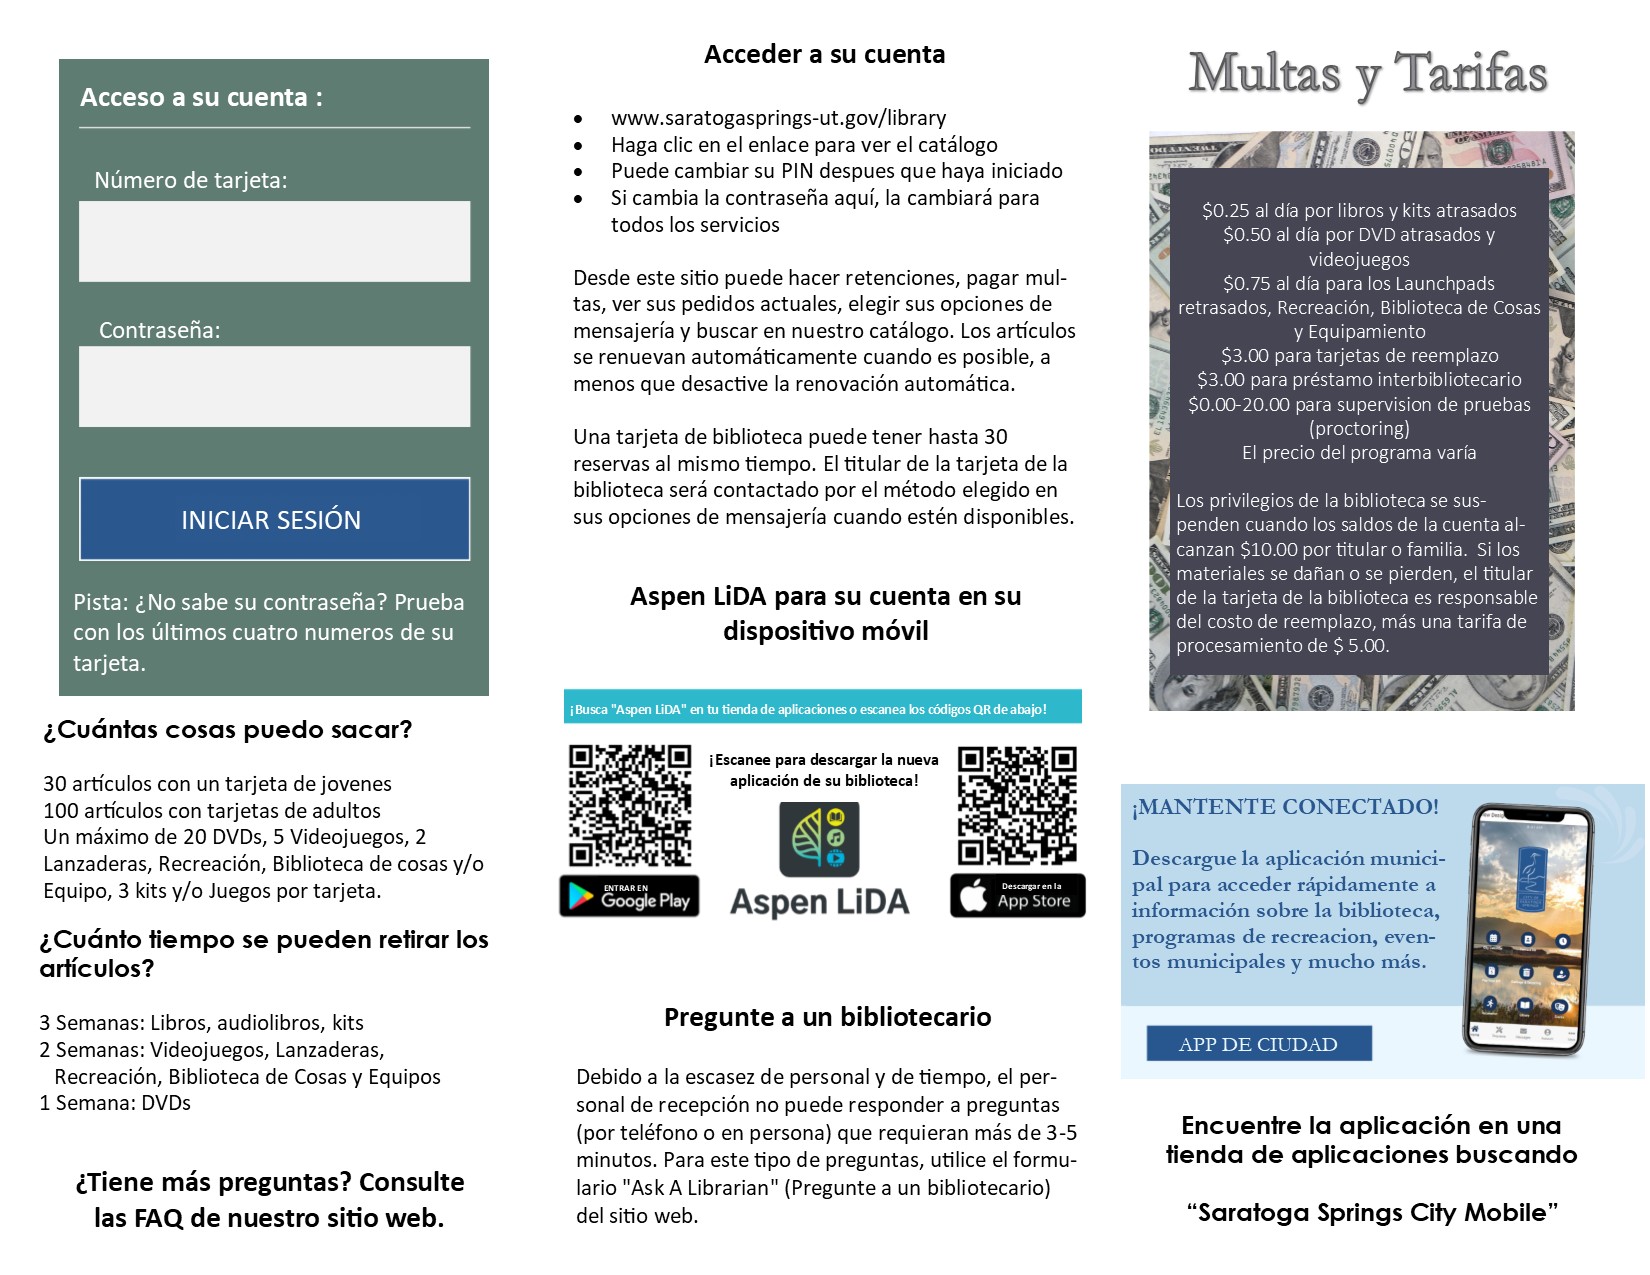 Acceso a su cuenta :
Número de tarjeta:
Contraseña:
INICIAR SESIÓN
Pista: ¿No sabe su contraseña? Prueba
con los últimos cuatro numeros de su
tarjeta.
¿Cuántas cosas puedo sacar?
30 artículos con un tarjeta de jovenes
100 artículos con tarjetas de adultos
Un máximo de 20 DVDs, 5 Videojuegos, 2
Lanzaderas, Recreación, Biblioteca de cosas y/o
Equipo, 3 kits y/o Juegos por tarjeta.
¿Cuánto tiempo se pueden retirar los
artículos?
3 Semanas: Libros, audiolibros, kits
2 Semanas: Videojuegos, Lanzaderas,
Recreación, Biblioteca de Cosas y Equipos
1 Semana: DVDs
¿Tiene más preguntas? Consulte
las FAQ de nuestro sitio web.
Acceder a su cuenta
• www.saratogasprings-ut.gov/library
• Haga clic en el enlace para ver el catálogo
• Puede cambiar su PIN despues que haya iniciado
• Si cambia la contraseña aquí, la cambiará para
todos los servicios
Desde este sitio puede hacer retenciones, pagar mul-
tas, ver sus pedidos actuales, elegir sus opciones de
mensajería y buscar en nuestro catálogo. Los artículos
se renuevan automáticamente cuando es posible, a
menos que desactive la renovación automática.
Una tarjeta de biblioteca puede tener hasta 30
reservas al mismo tiempo. El titular de la tarjeta de la
biblioteca será contactado por el método elegido en
sus opciones de mensajería cuando estén disponibles.
Aspen LiDA para su cuenta en su
dispositivo móvil
¡Busca "Aspen LiDA" en tu tienda de aplicaciones o escanea los códigos QR de abajo!
¡Escanee para descargar la nueva
aplicación de su biblioteca!
ENTRAR EN
Google Play
Aspen LiDA
Descargar en la
App Store
Pregunte a un bibliotecario
Debido a la escasez de personal y de tiempo, el per-
sonal de recepción no puede responder a preguntas
(por teléfono o en persona) que requieran más de 3-5
minutos. Para este tipo de preguntas, utilice el formu-
lario "Ask A Librarian" (Pregunte a un bibliotecario)
del sitio web.
Multas y Tarifas
$0.25 al día por libros y kits atrasados
$0.50 al día por DVD atrasados y
videojuegos
$0.75 al día para los Launchpads
retrasados, Recreación, Biblioteca de Cosas
y Equipamiento
$3.00 para tarjetas de reemplazo
$3.00 para préstamo interbibliotecario
$0.00-20.00 para supervision de pruebas
(proctoring)
El precio del programa varía
Los privilegios de la biblioteca se sus-
penden cuando los saldos de la cuenta al-
canzan $10.00 por titular o familia.  Si los
materiales se dañan o se pierden, el titular
de la tarjeta de la biblioteca es responsable
del costo de reemplazo, más una tarifa de
procesamiento de $ 5.00.
¡MANTENTE CONECTADO!
Descargue la aplicación munici-
pal para acceder rápidamente a
información sobre la biblioteca,
programas de recreacion, even-
tos municipales y mucho más.
APP DE CIUDAD
Encuentre la aplicación en una
tienda de aplicaciones buscando
“Saratoga Springs City Mobile”